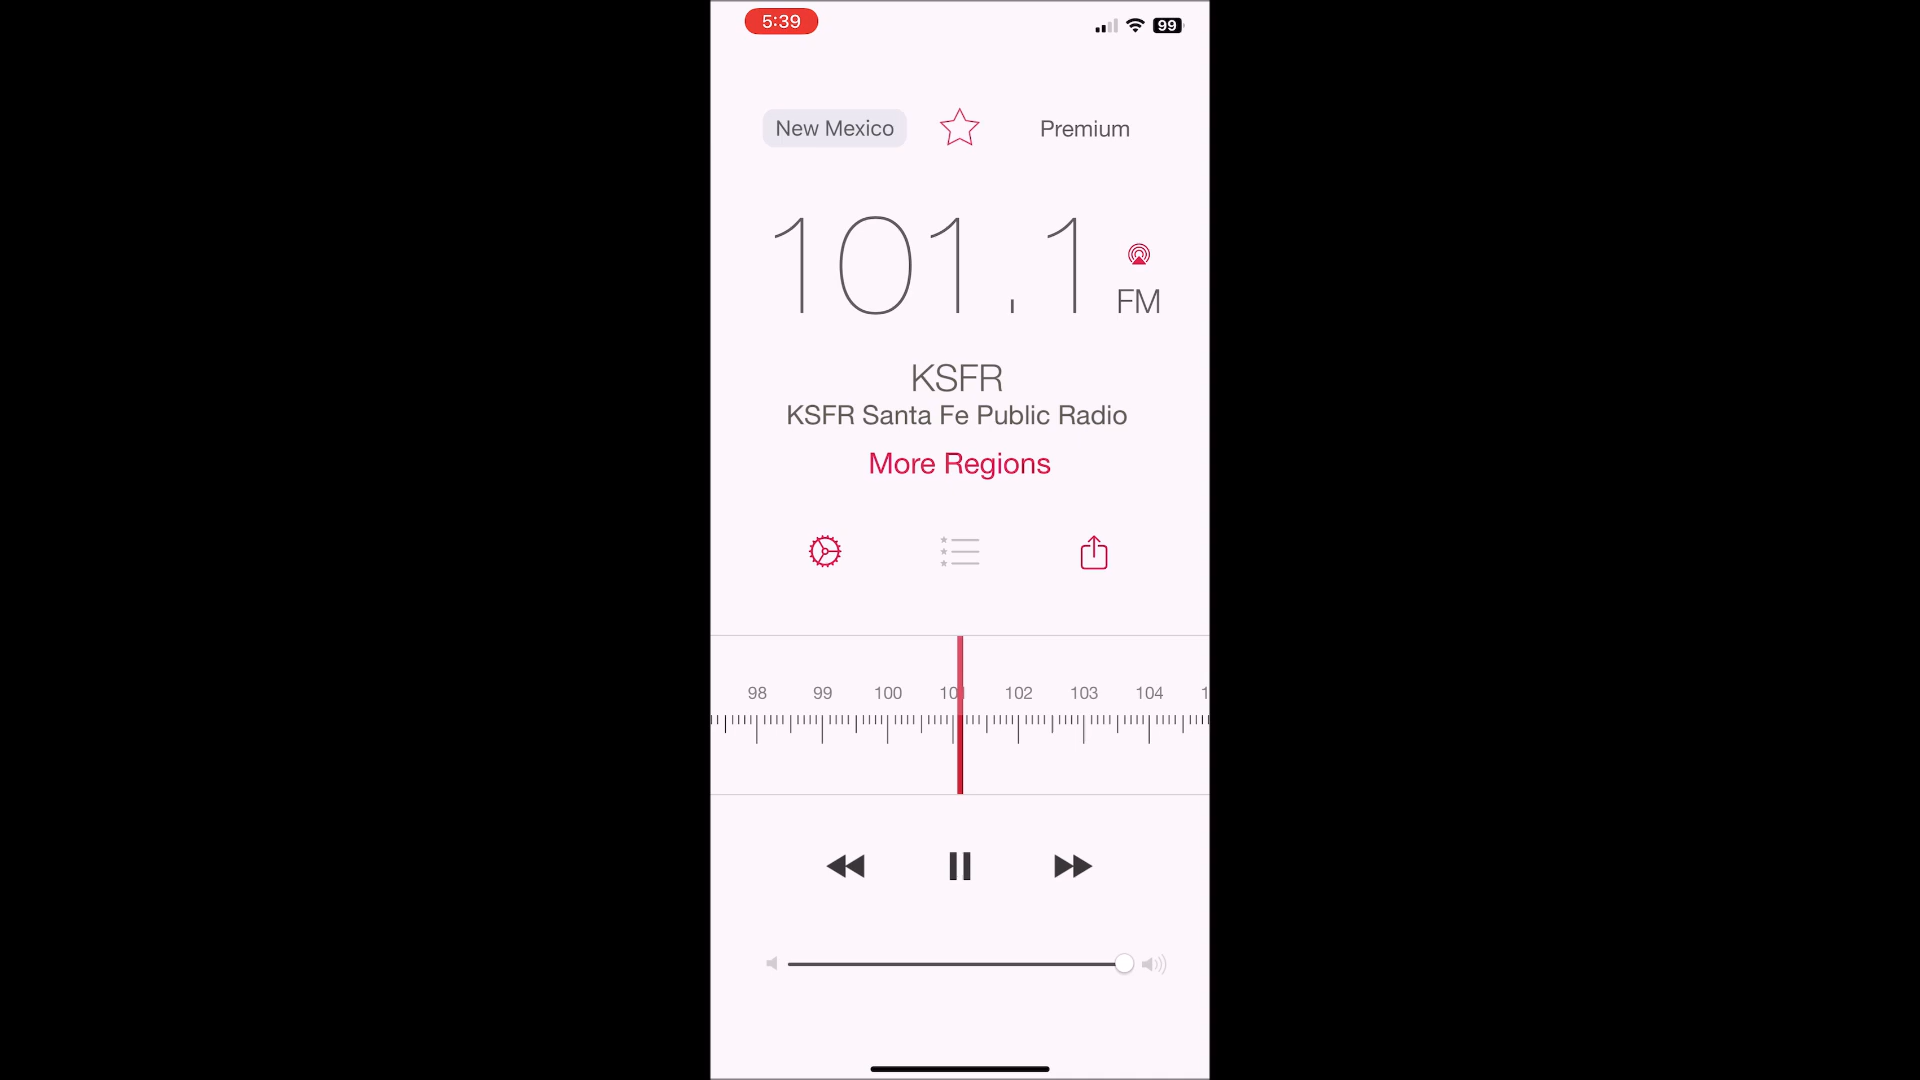 5:39
99
New Mexico
Premium
101.1
FM
KSFR
KSFR Santa Fe Public Radio
More Regions
98 99 100 101 102 103 104